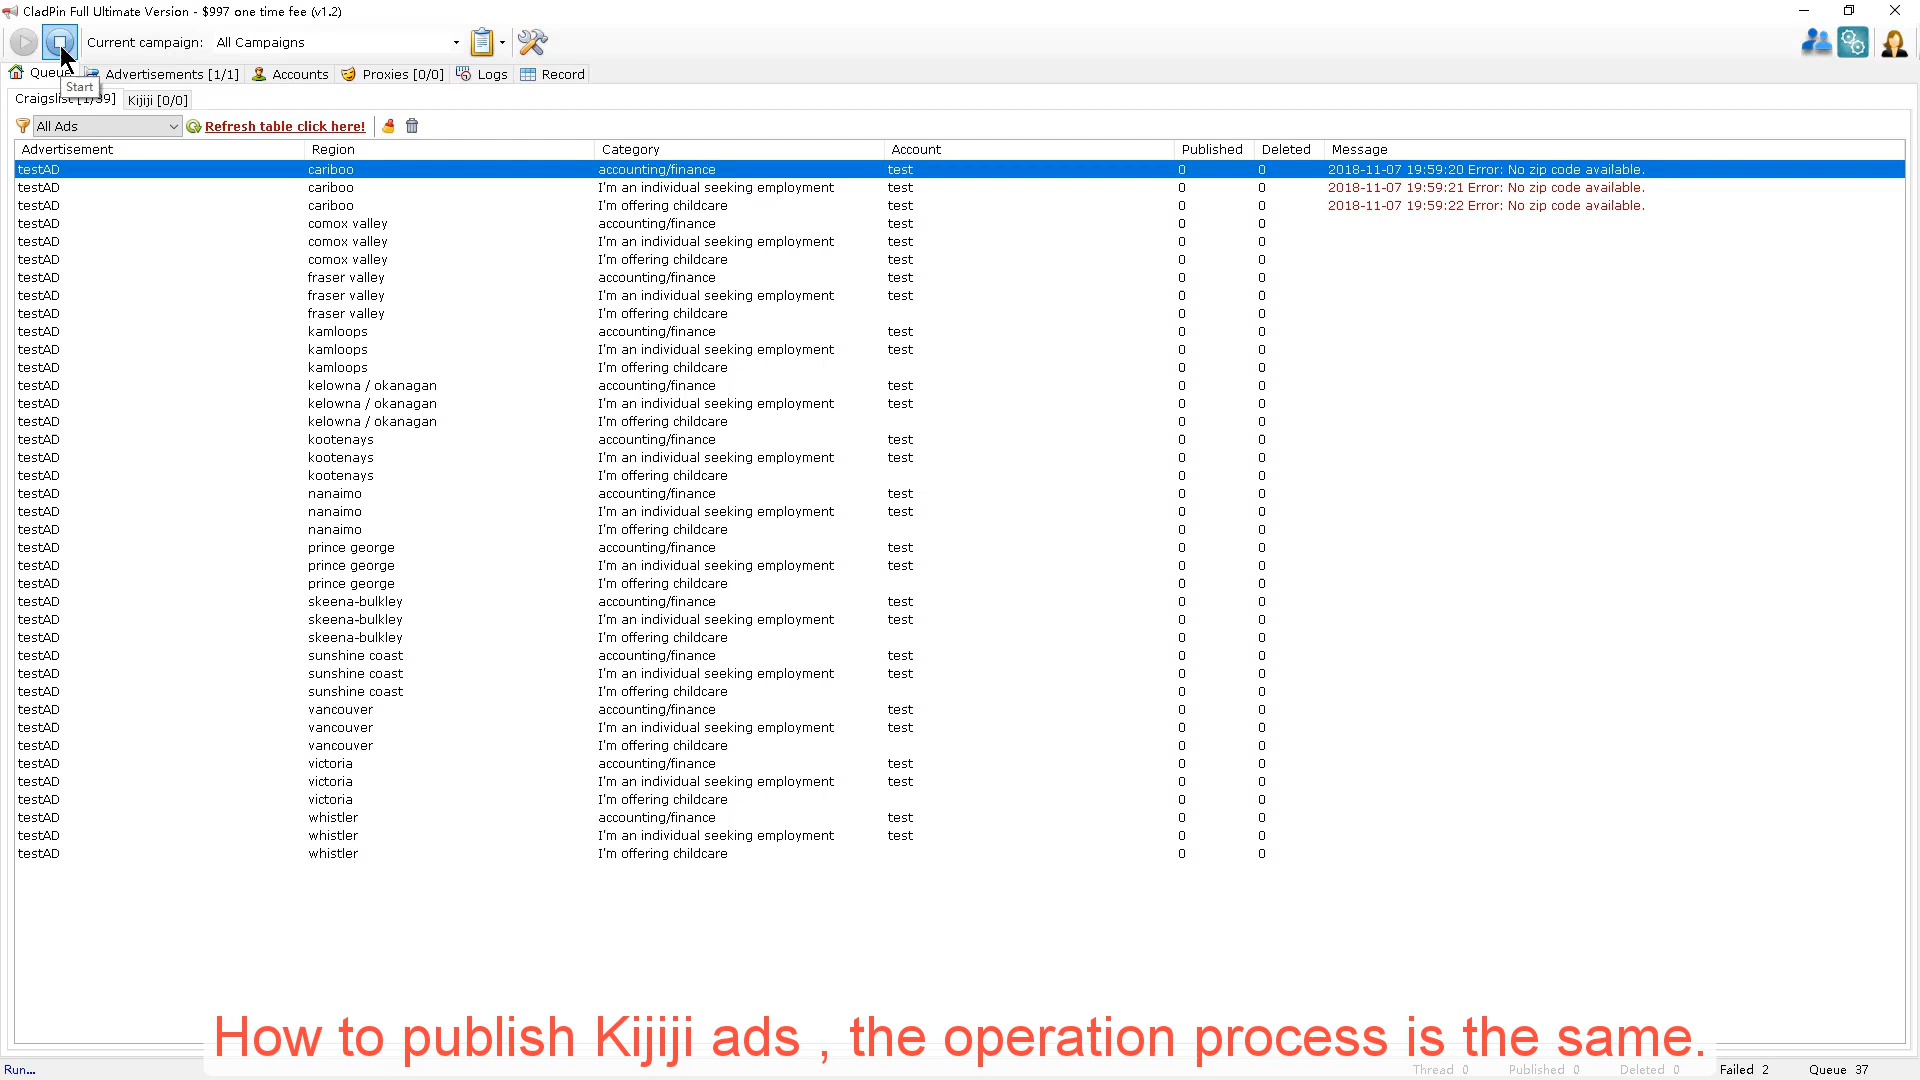 CladPin Full Ultimate Version - $997 one time fee (v1.2)
Current campaign: All Campaigns
Queue Advertisements [1/1] Accounts Proxies [0/0] Logs Record
Start
Craigslist [1/39] Kijiji [0/0]
All Ads Refresh table click here!
Advertisement Region Category Account Published Deleted Message
testAD cariboo accounting/finance test 0 0 2018-11-07 19:59:20 Error: No zip code available.
testAD cariboo I'm an individual seeking employment test 0 0 2018-11-07 19:59:21 Error: No zip code available.
testAD cariboo I'm offering childcare test 0 0 2018-11-07 19:59:22 Error: No zip code available.
testAD comox valley accounting/finance test 0 0
testAD comox valley I'm an individual seeking employment test 0 0
testAD comox valley I'm offering childcare test 0 0
testAD fraser valley accounting/finance test 0 0
testAD fraser valley I'm an individual seeking employment test 0 0
testAD fraser valley I'm offering childcare 0 0
testAD kamloops accounting/finance test 0 0
testAD kamloops I'm an individual seeking employment test 0 0
testAD kamloops I'm offering childcare 0 0
testAD kelowna / okanagan accounting/finance test 0 0
testAD kelowna / okanagan I'm an individual seeking employment test 0 0
testAD kelowna / okanagan I'm offering childcare 0 0
testAD kootenays accounting/finance test 0 0
testAD kootenays I'm an individual seeking employment test 0 0
testAD kootenays I'm offering childcare 0 0
testAD nanaimo accounting/finance test 0 0
testAD nanaimo I'm an individual seeking employment test 0 0
testAD nanaimo I'm offering childcare 0 0
testAD prince george accounting/finance test 0 0
testAD prince george I'm an individual seeking employment test 0 0
testAD prince george I'm offering childcare 0 0
testAD skeena-bulkley accounting/finance test 0 0
testAD skeena-bulkley I'm an individual seeking employment test 0 0
testAD skeena-bulkley I'm offering childcare 0 0
testAD sunshine coast accounting/finance test 0 0
testAD sunshine coast I'm an individual seeking employment test 0 0
testAD sunshine coast I'm offering childcare 0 0
testAD vancouver accounting/finance test 0 0
testAD vancouver I'm an individual seeking employment test 0 0
testAD vancouver I'm offering childcare 0 0
testAD victoria accounting/finance test 0 0
testAD victoria I'm an individual seeking employment test 0 0
testAD victoria I'm offering childcare 0 0
testAD whistler accounting/finance test 0 0
testAD whistler I'm an individual seeking employment test 0 0
testAD whistler I'm offering childcare 0 0
How to publish Kijiji ads , the operation process is the same.
Run... Thread 0 Published 0 Deleted 0 Failed 2 Queue 37